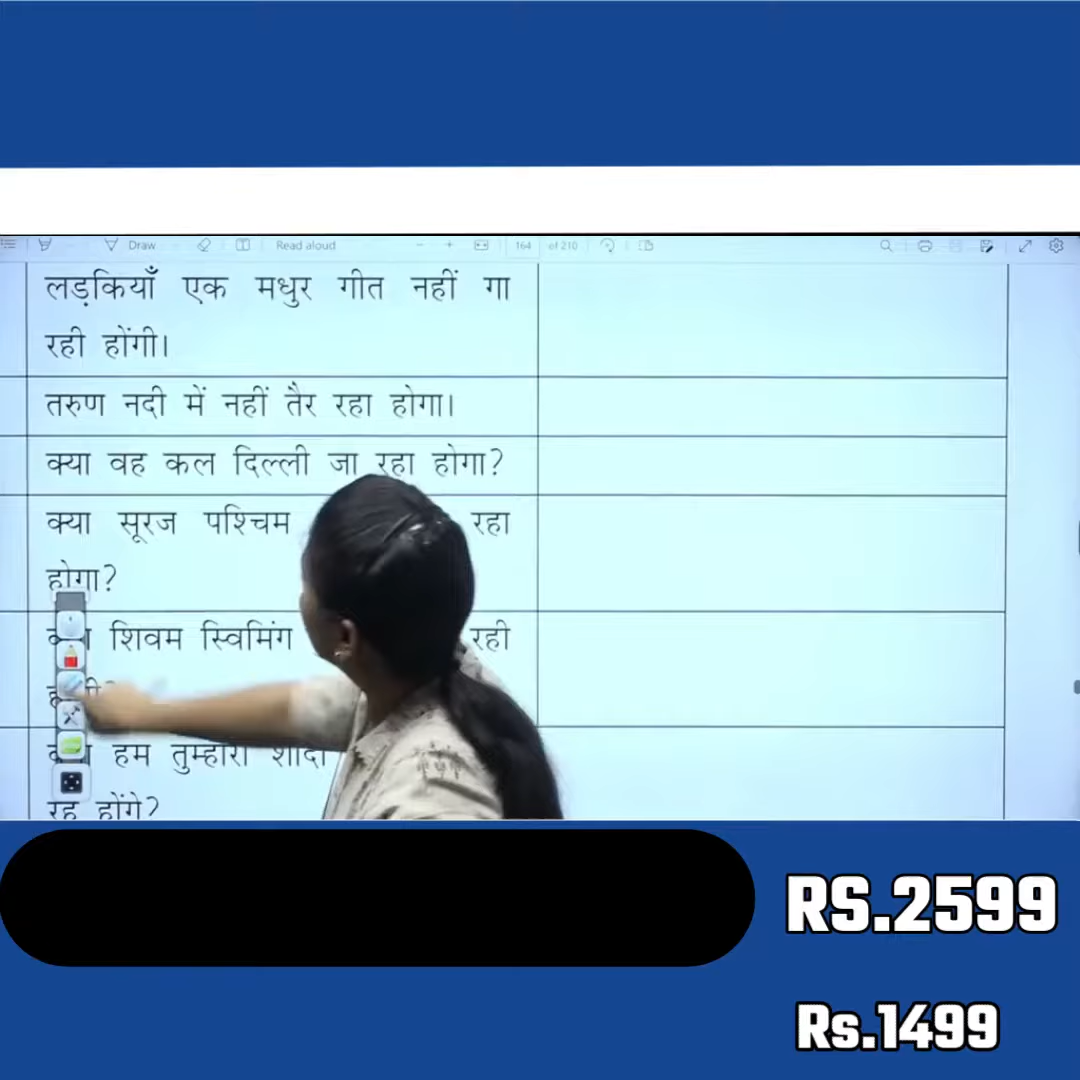 Draw Read aloud 164 of 210
लड़कियाँ एक मधुर गीत नहीं गा
रही होंगी।
तरुण नदी में नहीं तैर रहा होगा।
क्या वह कल दिल्ली जा रहा होगा?
क्या सूरज पश्चिम रहा
होगा?
शिवम स्विमिंग रही
हम तुम्हारी शादी
रहे होंगे?
RS.2599
Rs.1499